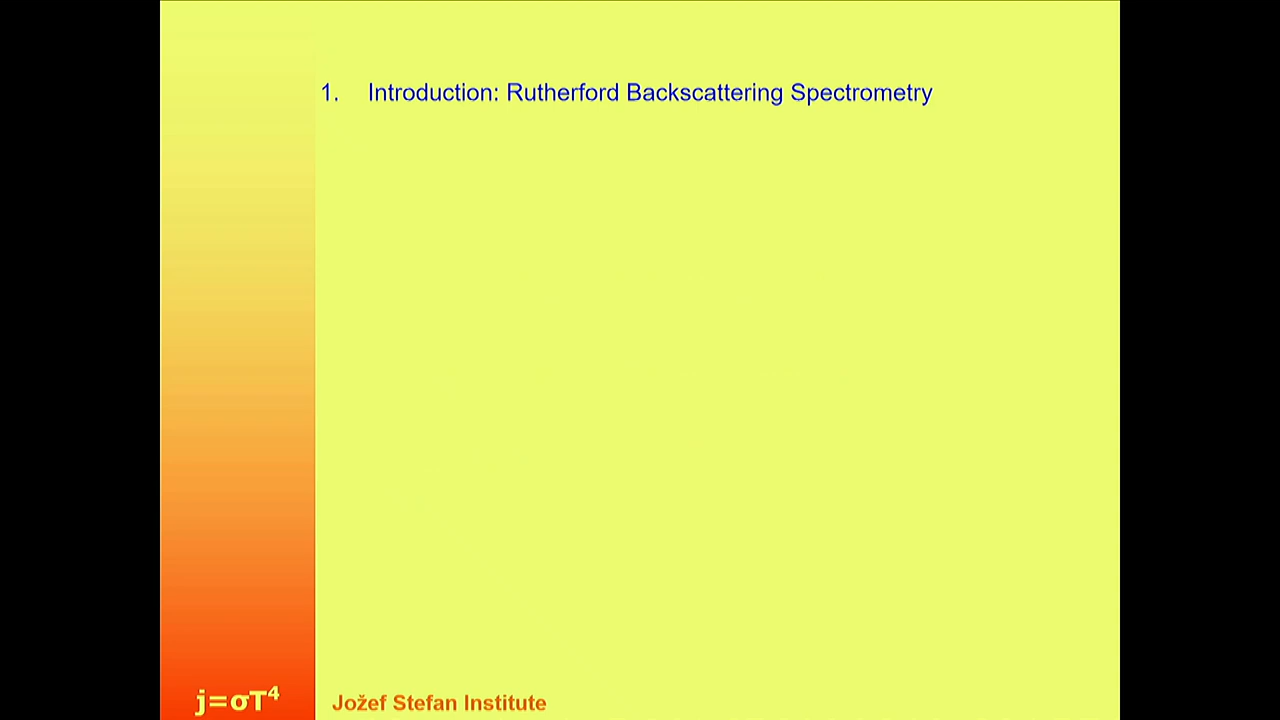 1. Introduction: Rutherford Backscattering Spectrometry
j=σT⁴
Jožef Stefan Institute